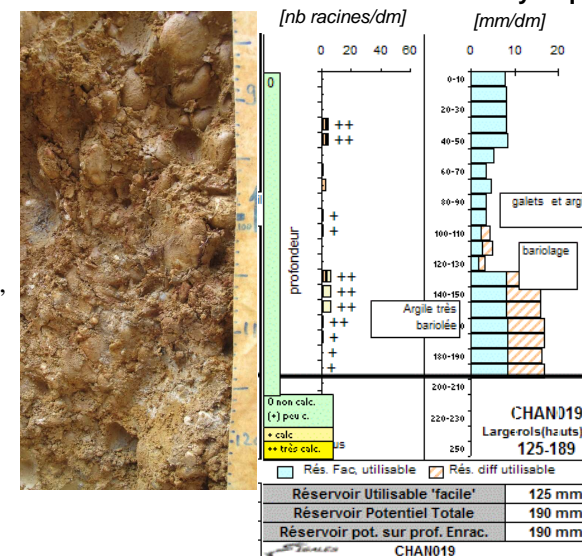 [nb racines/dm] [mm/dm]
0 20 40 60 0 10 20
0
0-10
20-30
++
++ 40-50
60-70
80-90 galets et arg
+
+ 100-110
bariolage
120-130
++
++ 140-150
++
Argile très
bariolée
++
+
+ 180-190
+
profondeur
200-210
0 non calc.
(+) peu c.
220-230
+ calc
++ très calc.
us
250
CHAN019
Largerols(hauts)
125-189
Rés. Fac, utilisable Rés. diff utilisable
Réservoir Utilisable 'facile' 125 mm
Réservoir Potentiel Totale 190 mm
Réservoir pot. sur prof. Enrac. 190 mm
SIGALES CHAN019